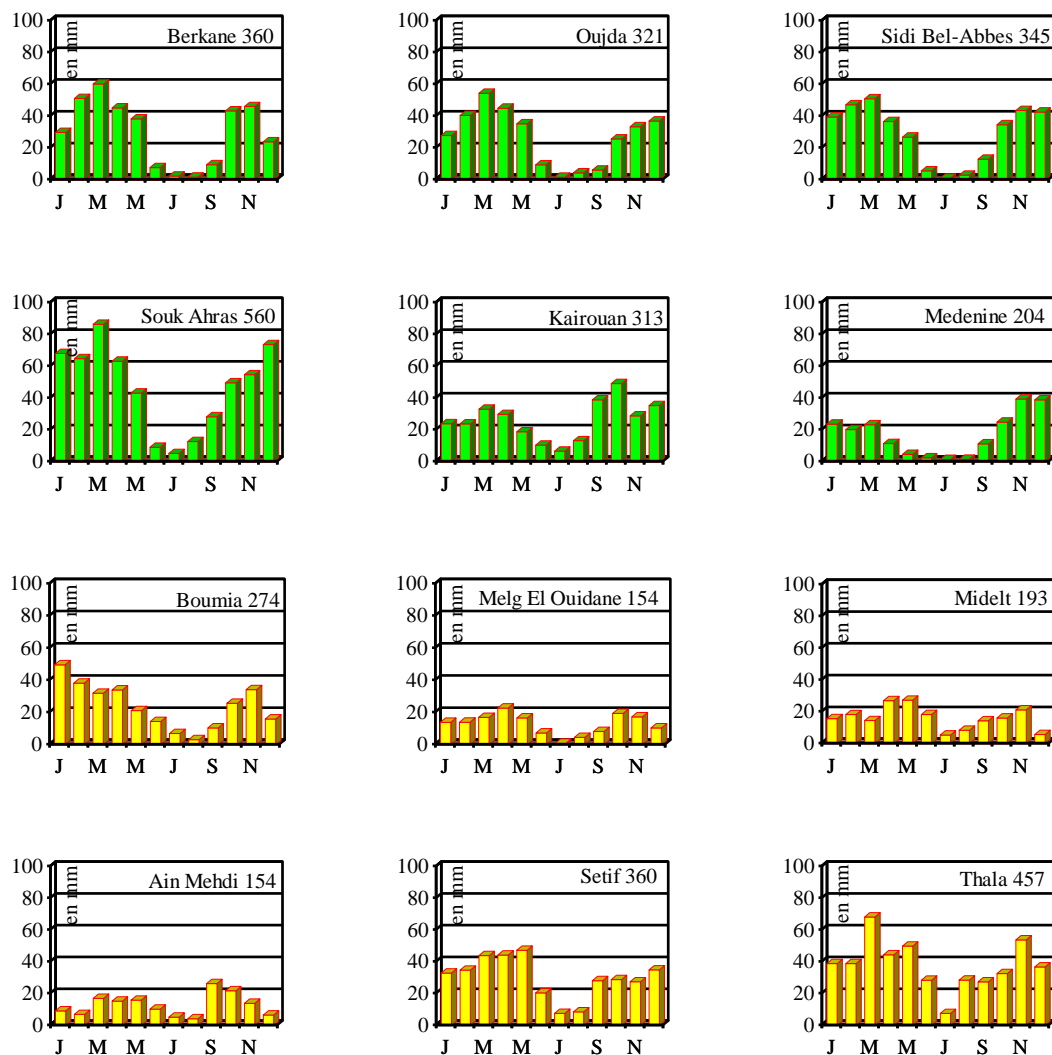 100
80
60
40
20
0
en mm
Berkane 360
J M M J S N
100
80
60
40
20
0
en mm
Oujda 321
J M M J S N
100
80
60
40
20
0
en mm
Sidi Bel-Abbes 345
J M M J S N
100
80
60
40
20
0
en mm
Souk Ahras 560
J M M J S N
100
80
60
40
20
0
en mm
Kairouan 313
J M M J S N
100
80
60
40
20
0
en mm
Medenine 204
J M M J S N
100
80
60
40
20
0
en mm
Boumia 274
J M M J S N
100
80
60
40
20
0
en mm
Melg El Ouidane 154
J M M J S N
100
80
60
40
20
0
en mm
Midelt 193
J M M J S N
100
80
60
40
20
0
en mm
Ain Mehdi 154
J M M J S N
100
80
60
40
20
0
en mm
Setif 360
J M M J S N
100
80
60
40
20
0
en mm
Thala 457
J M M J S N